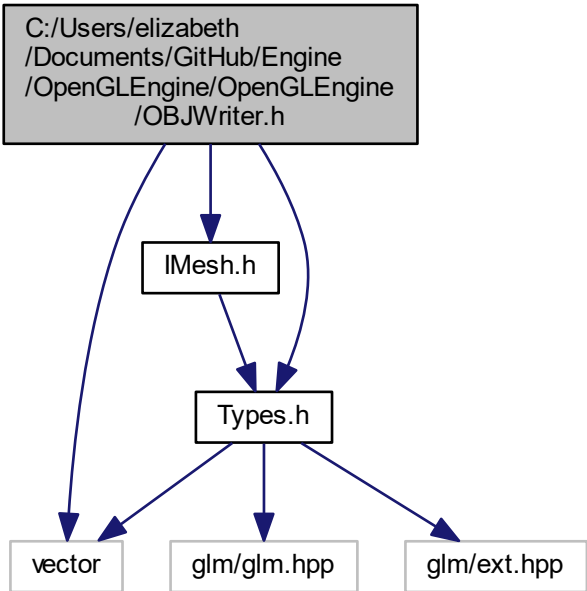 C:/Users/elizabeth
/Documents/GitHub/Engine
/OpenGLEngine/OpenGLEngine
/OBJWriter.h
IMesh.h
Types.h
vector
glm/glm.hpp
glm/ext.hpp